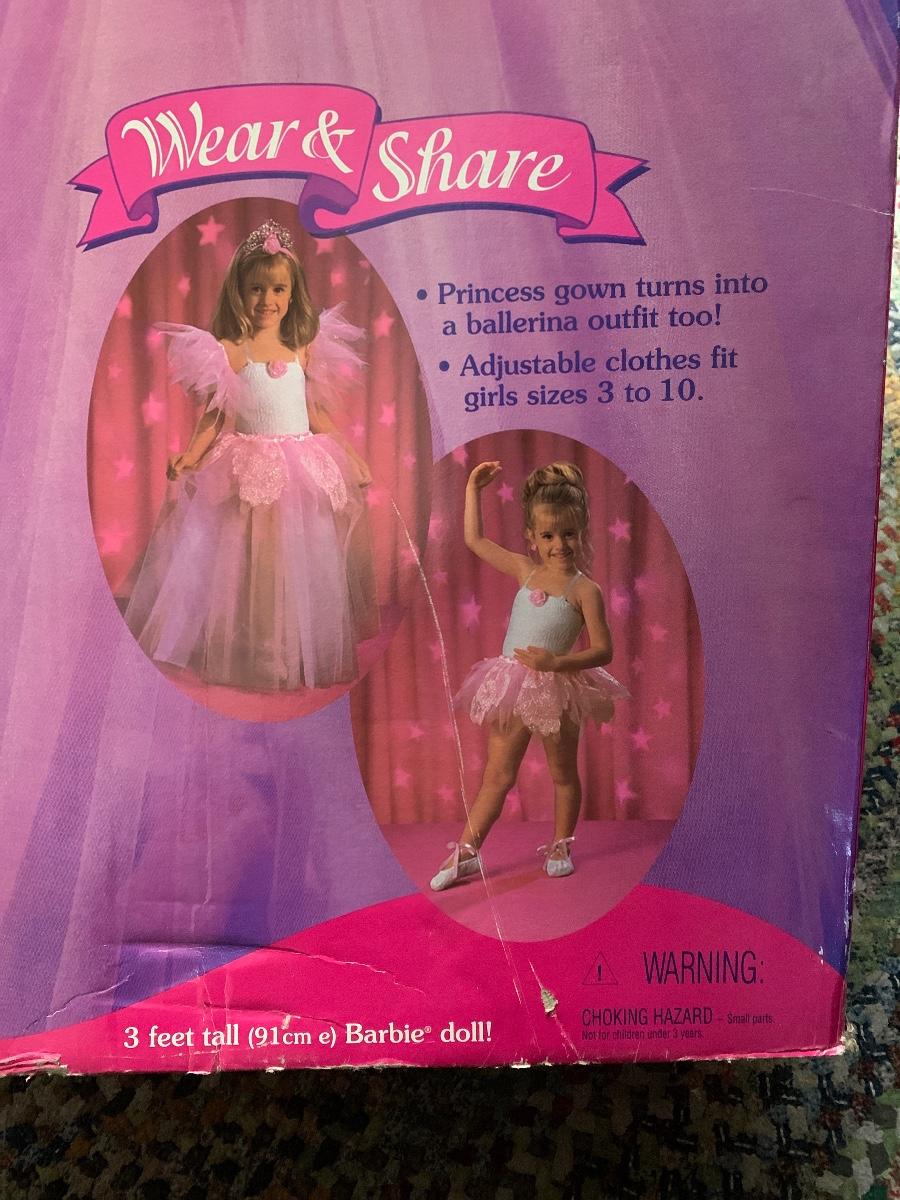 Wear & Share
• Princess gown turns into
a ballerina outfit too!
• Adjustable clothes fit
girls sizes 3 to 10.
⚠ WARNING:
CHOKING HAZARD – Small parts.
Not for children under 3 years.
3 feet tall (91cm e) Barbie® doll!